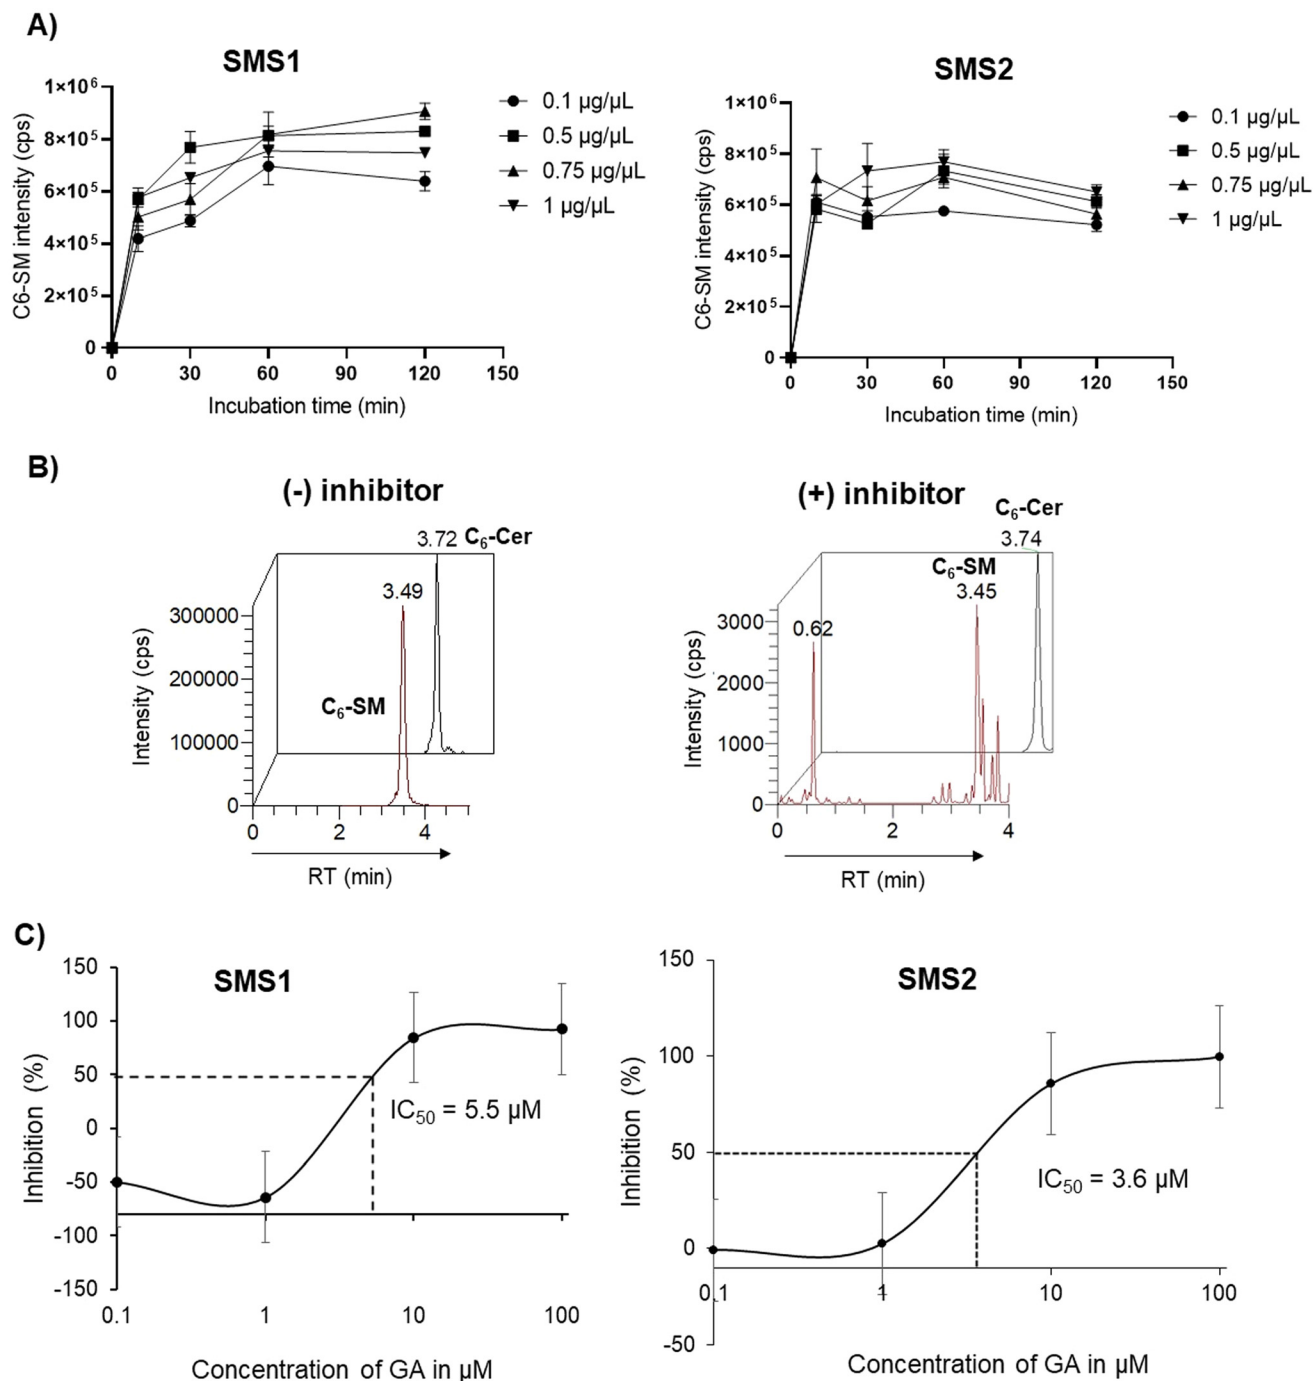 A)
SMS1
C6-SM intensity (cps)
1×10⁶
8×10⁵
6×10⁵
4×10⁵
2×10⁵
0
0 30 60 90 120 150
Incubation time (min)
0.1 µg/µL
0.5 µg/µL
0.75 µg/µL
1 µg/µL
SMS2
C6-SM intensity (cps)
1×10⁶
8×10⁵
6×10⁵
4×10⁵
2×10⁵
0
0 30 60 90 120 150
Incubation time (min)
0.1 µg/µL
0.5 µg/µL
0.75 µg/µL
1 µg/µL
B)
(-) inhibitor
3.72 C₆-Cer
3.49
C₆-SM
Intensity (cps)
300000
200000
100000
0
0 2 4
RT (min)
(+) inhibitor
C₆-Cer
3.74
C₆-SM
3.45
0.62
Intensity (cps)
3000
2000
1000
0
0 2 4
RT (min)
C)
SMS1
Inhibition (%)
150
100
50
0
-50
-100
-150
IC₅₀ = 5.5 µM
0.1 1 10 100
Concentration of GA in µM
SMS2
Inhibition (%)
150
100
50
0
-50
IC₅₀ = 3.6 µM
0.1 1 10 100
Concentration of GA in µM